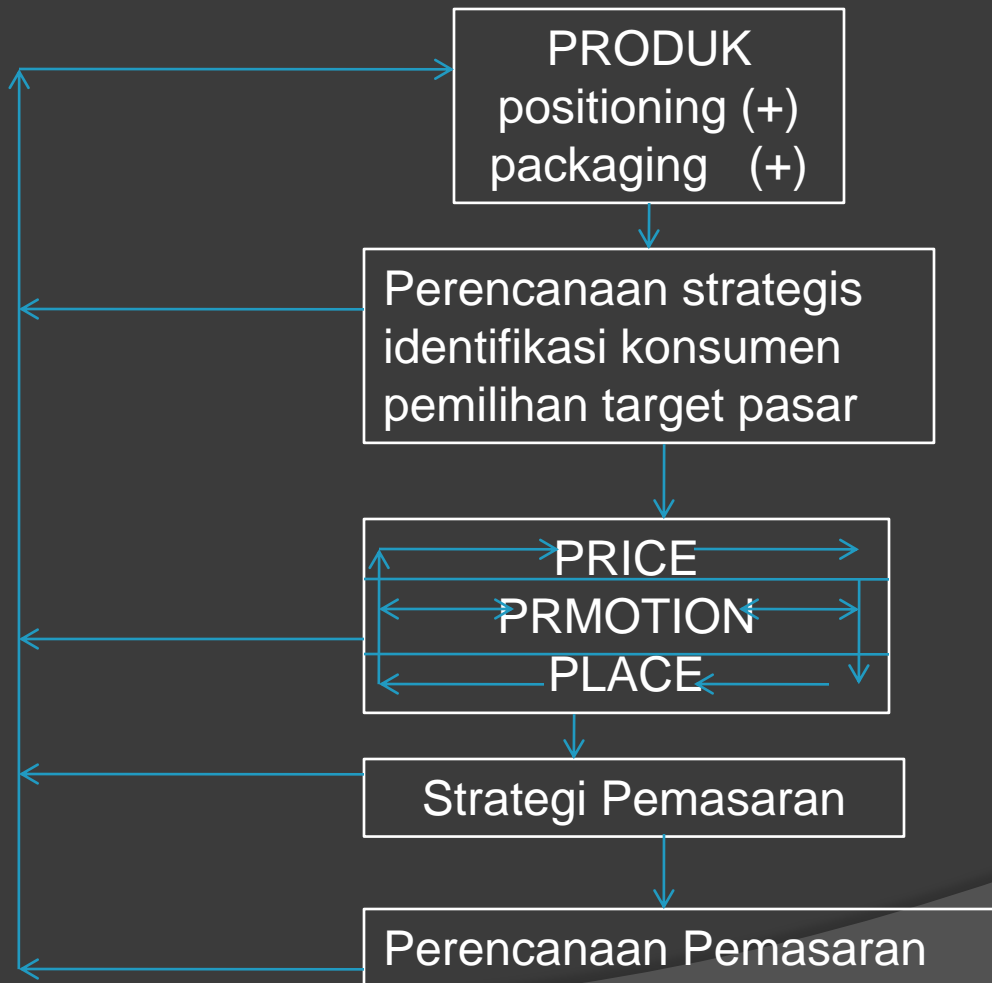 PRODUK
positioning (+)
packaging (+)
Perencanaan strategis
identifikasi konsumen
pemilihan target pasar
PRICE
PRMOTION
PLACE
Strategi Pemasaran
Perencanaan Pemasaran